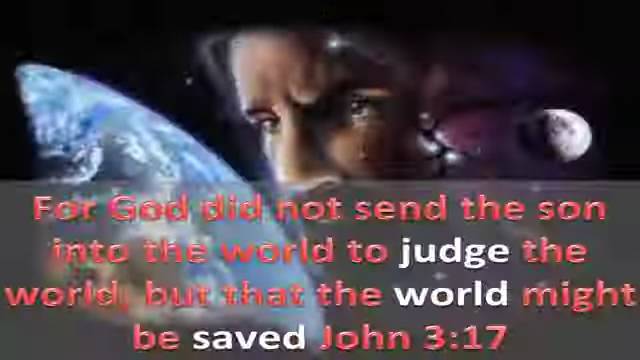 For God did not send the son
into the world to judge the
world, but that the world might
be saved John 3:17